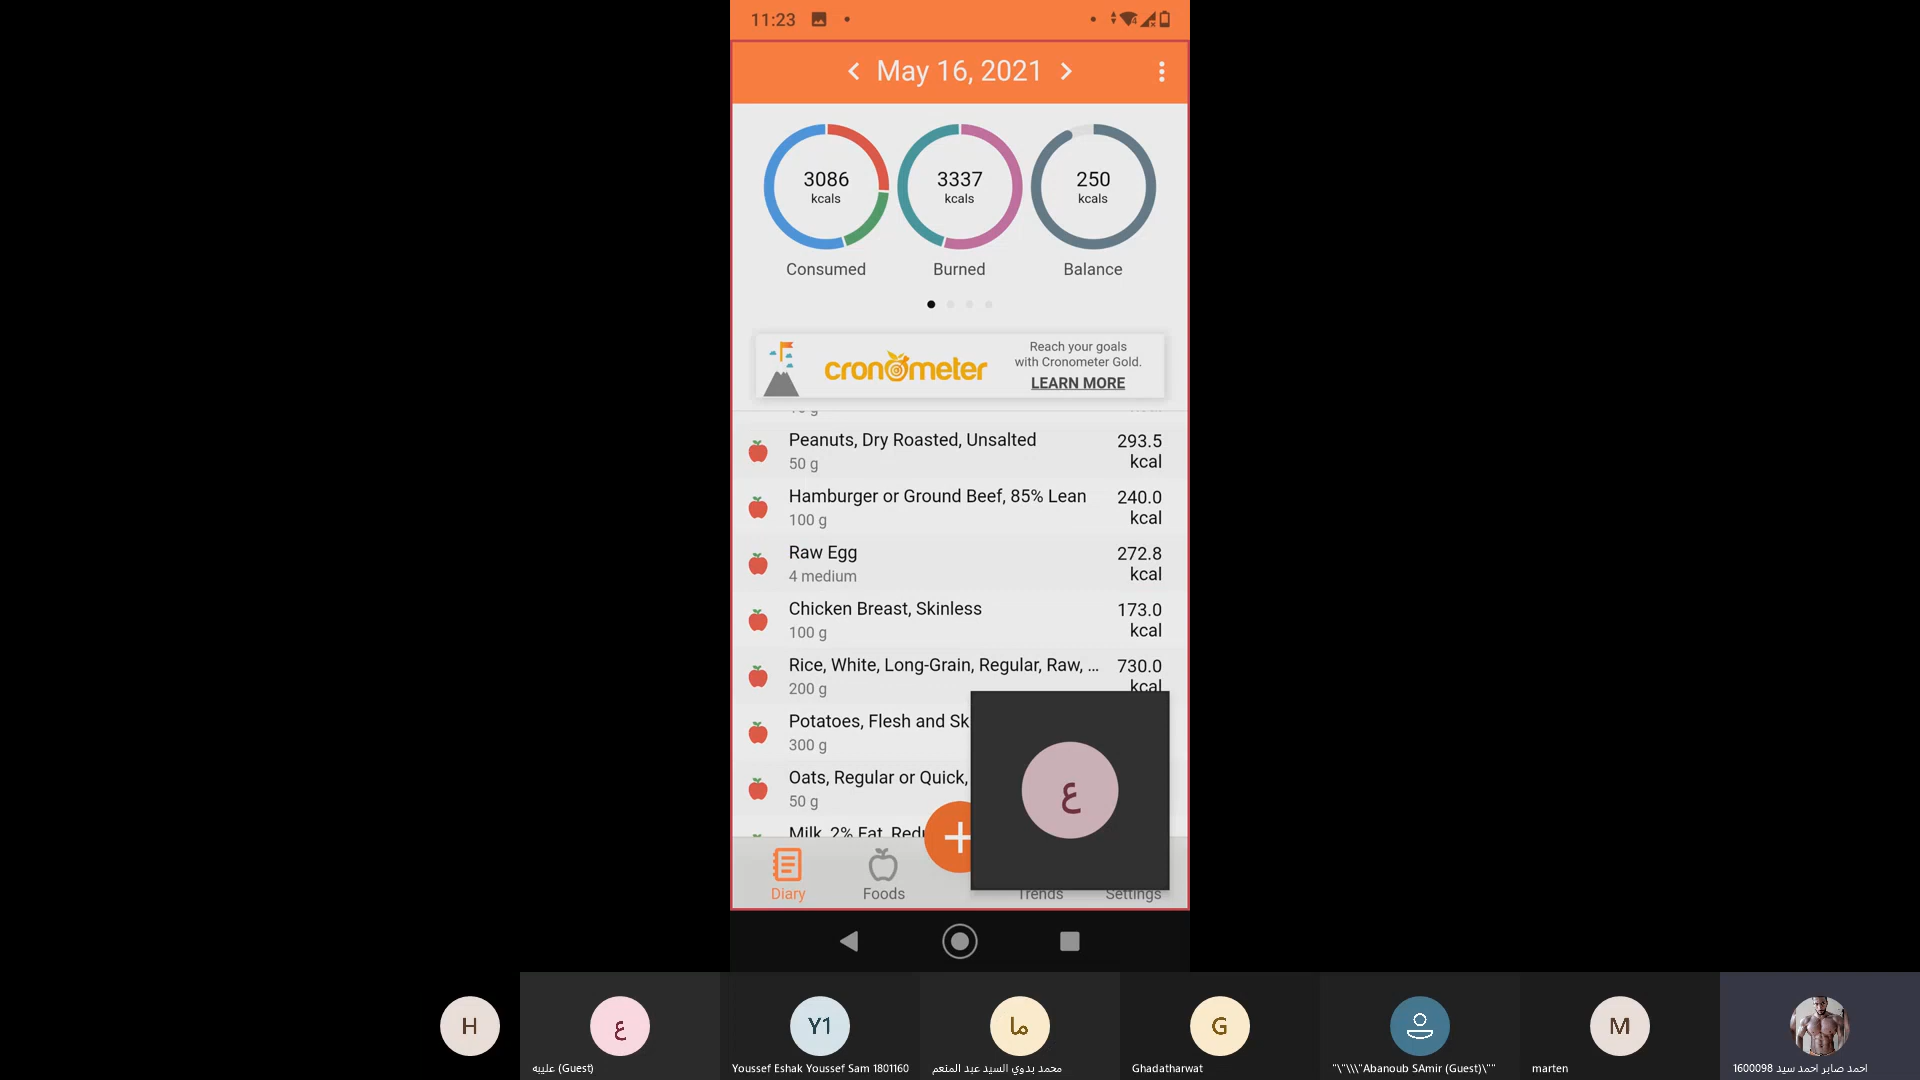 11:23
May 16, 2021
3086
kcals
3337
kcals
250
kcals
Consumed
Burned
Balance
cronometer
Reach your goals
with Cronometer Gold.
LEARN MORE
Peanuts, Dry Roasted, Unsalted
293.5
50 g
kcal
Hamburger or Ground Beef, 85% Lean
240.0
100 g
kcal
Raw Egg
272.8
4 medium
kcal
Chicken Breast, Skinless
173.0
100 g
kcal
Rice, White, Long-Grain, Regular, Raw, ...
730.0
200 g
kcal
Potatoes, Flesh and Sk
300 g
Oats, Regular or Quick,
50 g
Milk, 2% Fat, Redu
ع
Diary
Foods
Trends
Settings
H
ع
Y1
ما
G
M
علييه (Guest)
Youssef Eshak Youssef Sam 1801160
محمد بدوي السيد عبد المنعم
Ghadatharwat
"\"\\\"Abanoub SAmir (Guest)\""
marten
احمد صابر احمد سيد 1600098